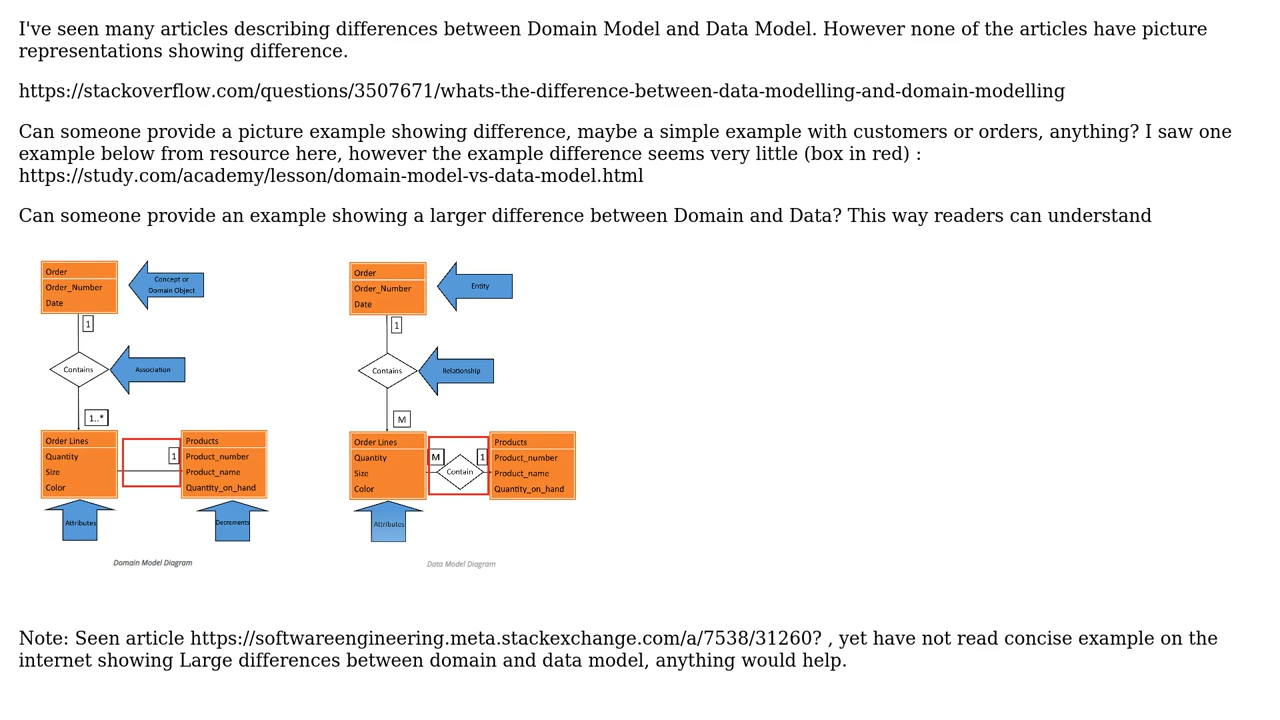 I've seen many articles describing differences between Domain Model and Data Model. However none of the articles have picture
representations showing difference.
https://stackoverflow.com/questions/3507671/whats-the-difference-between-data-modelling-and-domain-modelling
Can someone provide a picture example showing difference, maybe a simple example with customers or orders, anything? I saw one
example below from resource here, however the example difference seems very little (box in red) :
https://study.com/academy/lesson/domain-model-vs-data-model.html
Can someone provide an example showing a larger difference between Domain and Data? This way readers can understand
Order
Order_Number
Date
Concept or
Domain Object
1
Contains
Association
1..*
Order Lines
Quantity
Size
Color
1
Products
Product_number
Product_name
Quantity_on_hand
Attributes
Decrements
Domain Model Diagram
Order
Order_Number
Date
Entity
1
Contains
Relationship
M
Order Lines
Quantity
Size
Color
M
1
Contain
Products
Product_number
Product_name
Quantity_on_hand
Attributes
Data Model Diagram
Note: Seen article https://softwareengineering.meta.stackexchange.com/a/7538/31260? , yet have not read concise example on the
internet showing Large differences between domain and data model, anything would help.